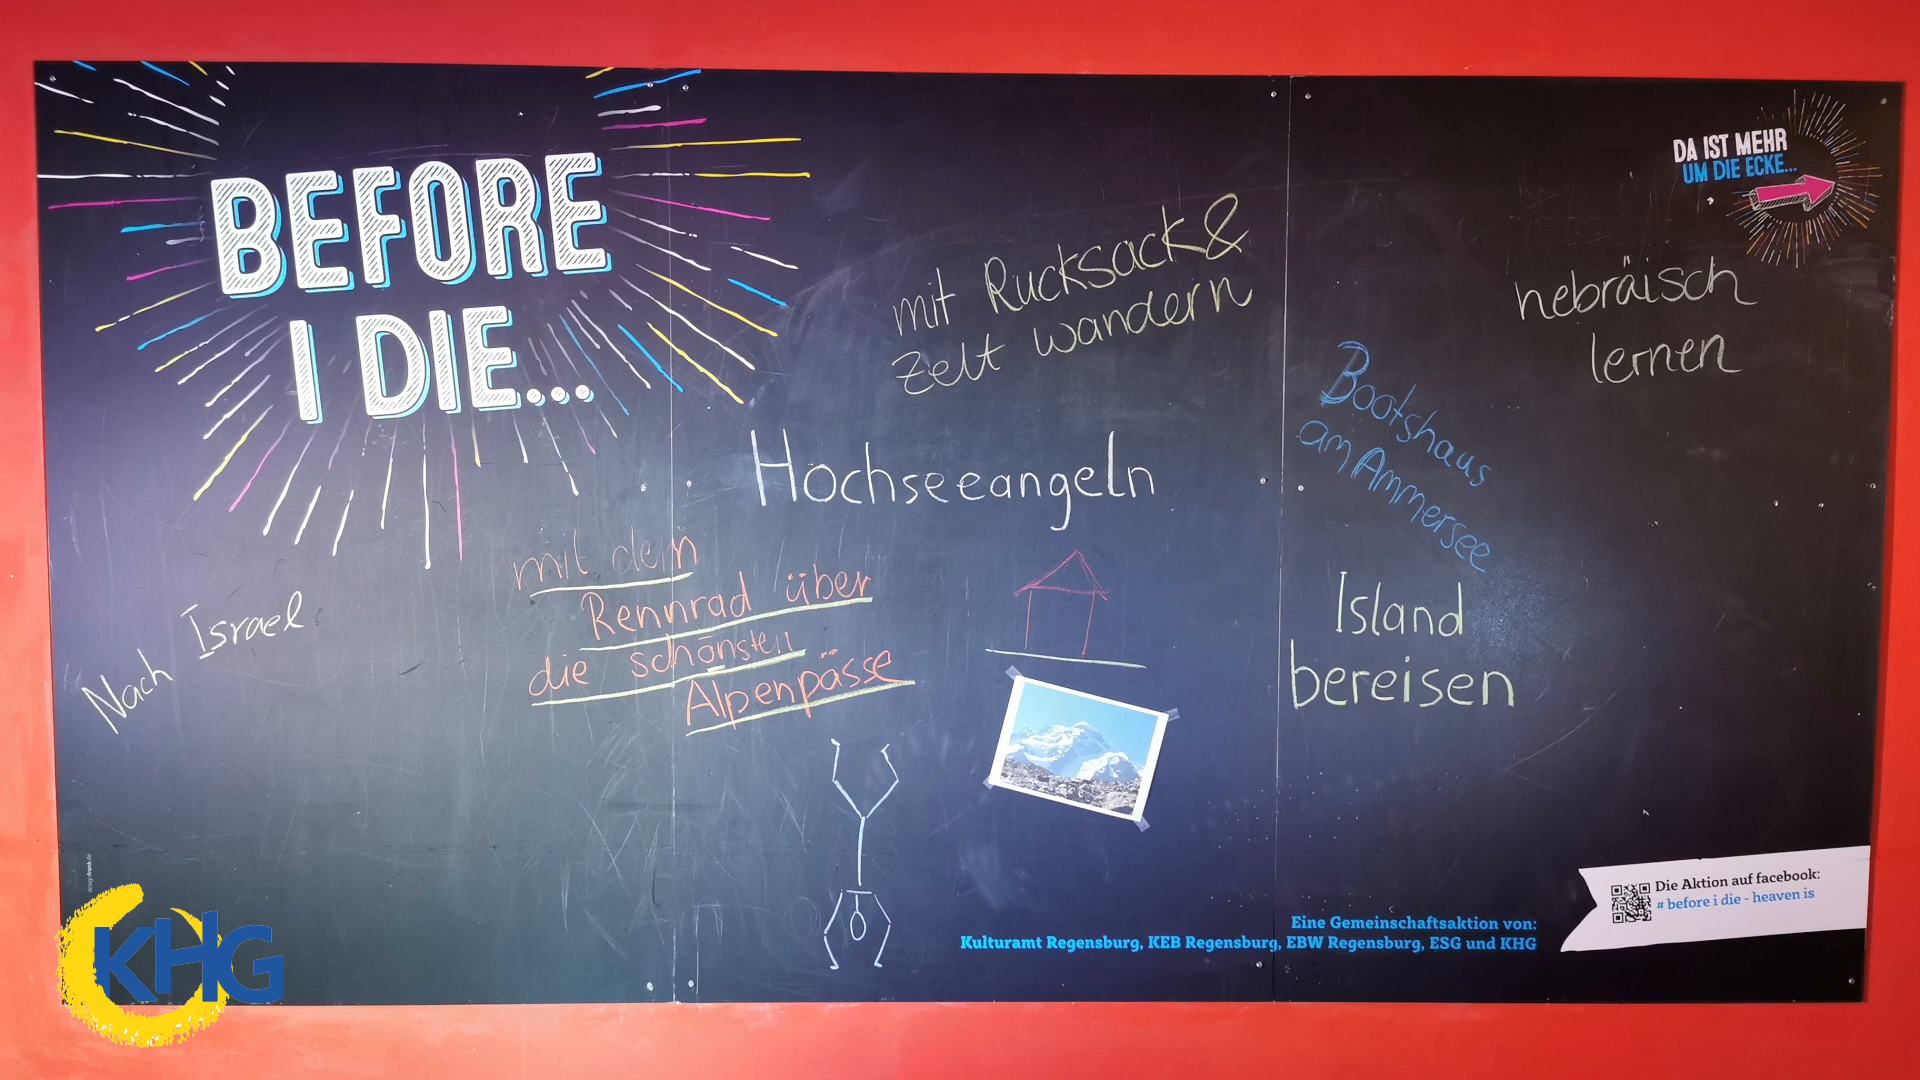 BEFORE
I DIE...
DA IST MEHR
UM DIE ECKE...
mit Rucksack &
Zelt wandern
hebräisch
lernen
Bootshaus
am Ammersee
Hochseeangeln
mit dem
Rennrad über
die schönsten
Alpenpässe
Nach Israel
Island
bereisen
Die Aktion auf facebook:
# before i die - heaven is
Eine Gemeinschaftsaktion von:
Kulturamt Regensburg, KEB Regensburg, EBW Regensburg, ESG und KHG
KHG